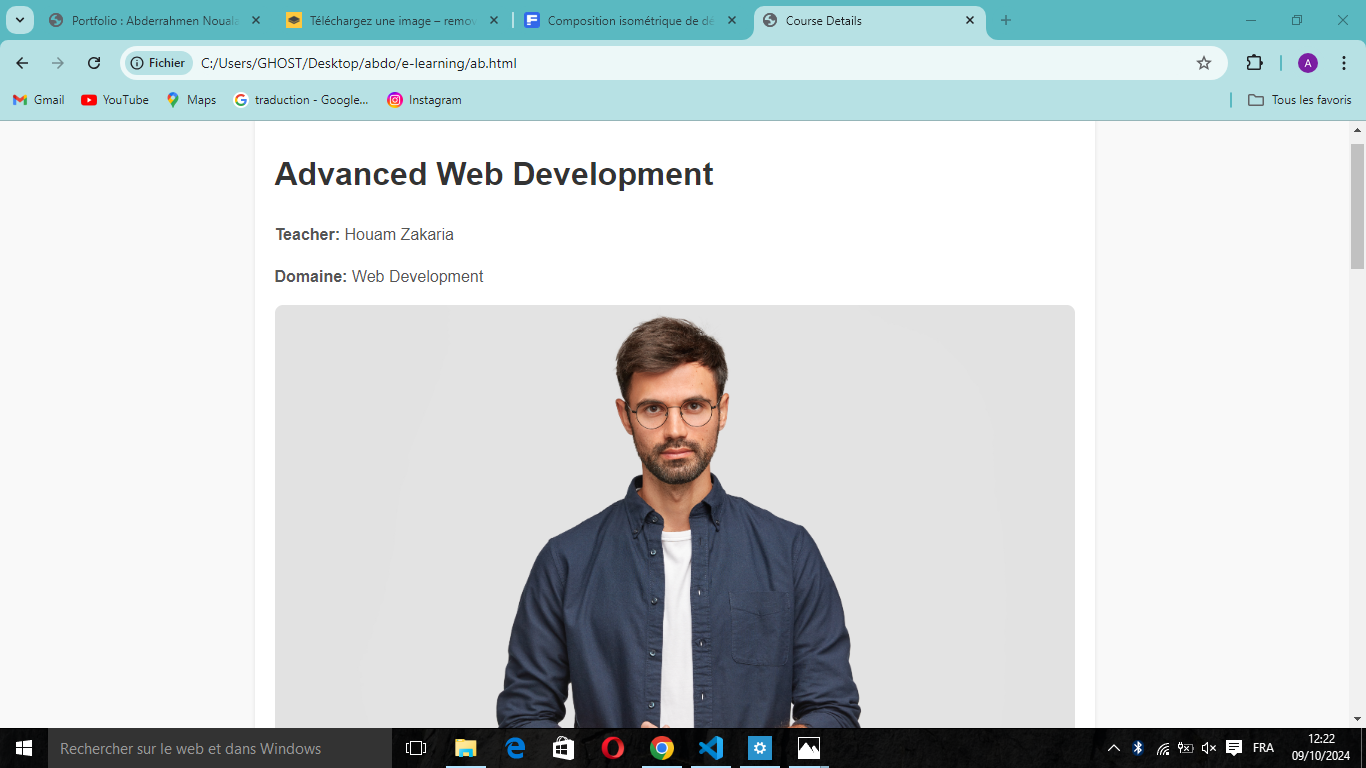 Portfolio : Abderrahmen Nouala
Téléchargez une image – remov
Composition isométrique de de
Course Details
Fichier
C:/Users/GHOST/Desktop/abdo/e-learning/ab.html
A
Gmail
YouTube
Maps
traduction - Google...
Instagram
Tous les favoris
Advanced Web Development
Teacher: Houam Zakaria
Domaine: Web Development
Rechercher sur le web et dans Windows
FRA
12:22
09/10/2024